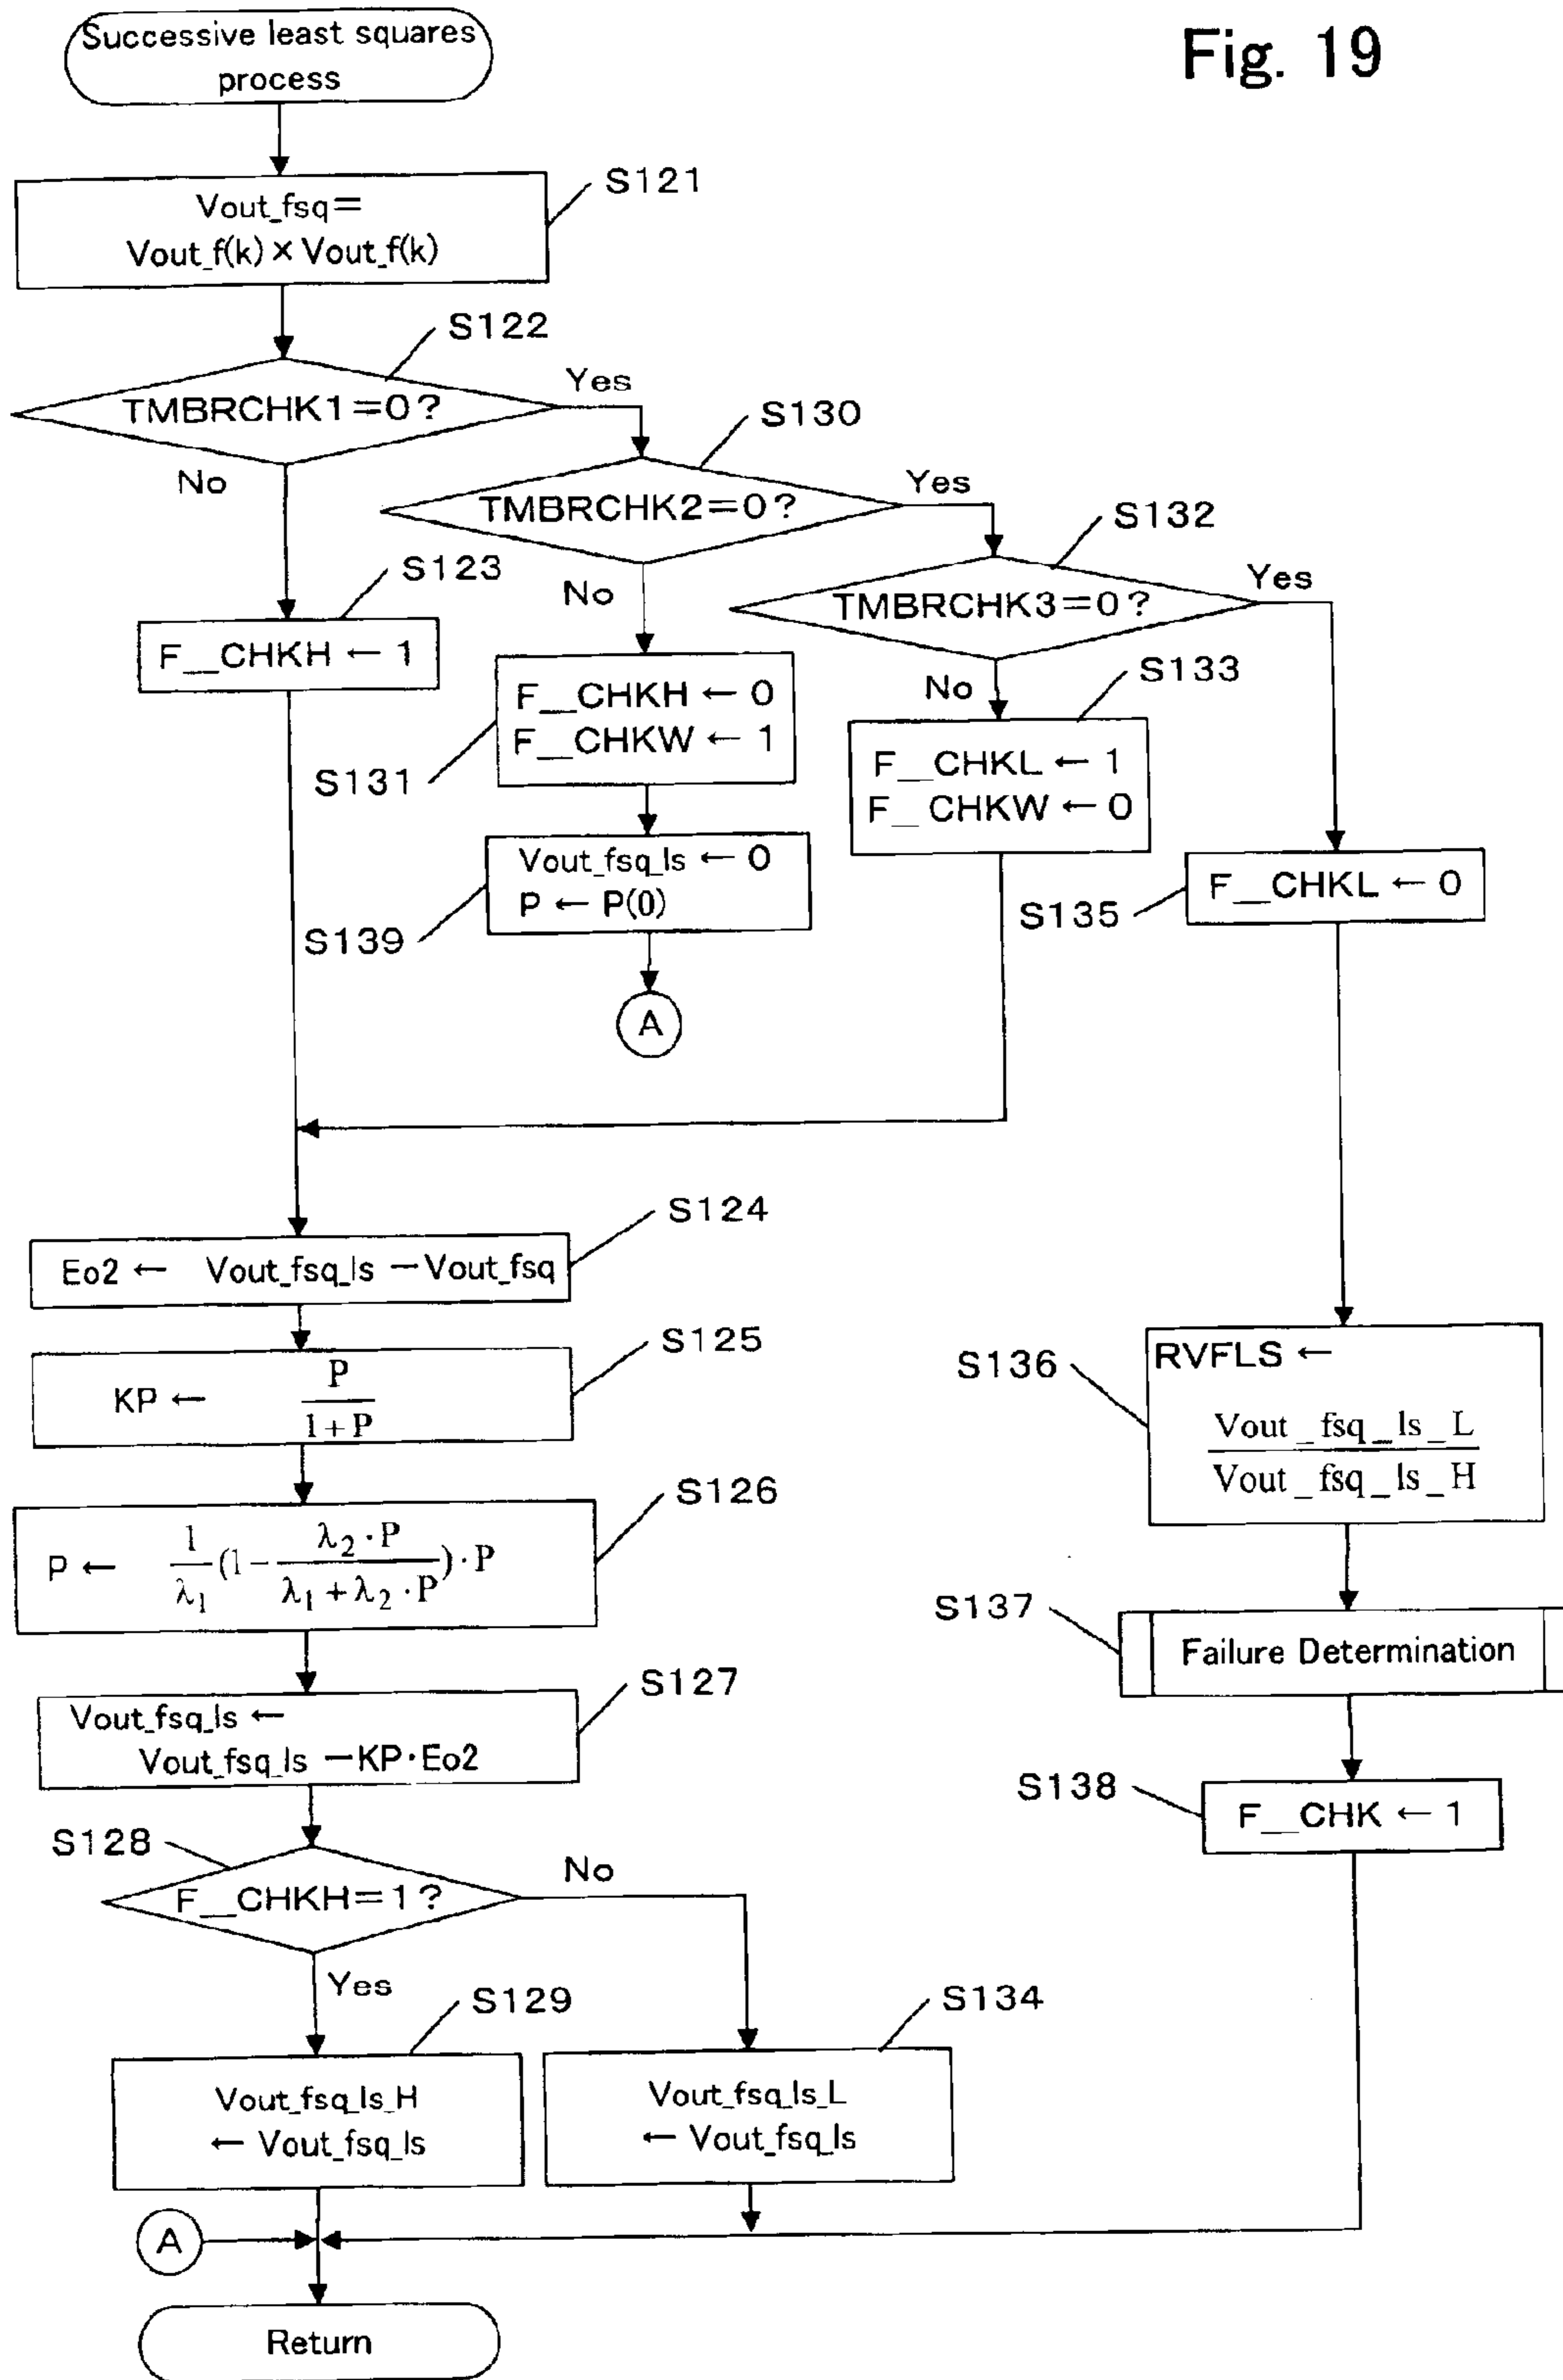 Fig. 19
Successive least squares
process
S121
Vout_fsq=
Vout_f(k) × Vout_f(k)
S122
TMBRCHK1=0?
Yes
No
S130
TMBRCHK2=0?
Yes
No
S132
TMBRCHK3=0?
Yes
No
S123
F__CHKH ← 1
F__CHKH ← 0
F__CHKW ← 1
S131
S133
F__CHKL ← 1
F_ CHKW ← 0
Vout_fsq_ls ← 0
P ← P(0)
S139
A
F__CHKL ← 0
S135
S124
Eo2 ← Vout_fsq_ls − Vout_fsq
S125
KP ← P / (1+P)
S126
P ← 1/λ₁ (1 − λ₂·P / (λ₁+λ₂·P))·P
S127
Vout_fsq_ls ←
Vout_fsq_ls −KP·Eo2
S128
F__CHKH=1?
No
Yes
S129
Vout_fsq_ls_H
← Vout_fsq_ls
S134
Vout_fsq_ls_L
← Vout_fsq_ls
S136
RVFLS ←
Vout_fsq_ls_L
Vout_fsq_ls_H
S137
Failure Determination
S138
F__CHK ← 1
A
Return